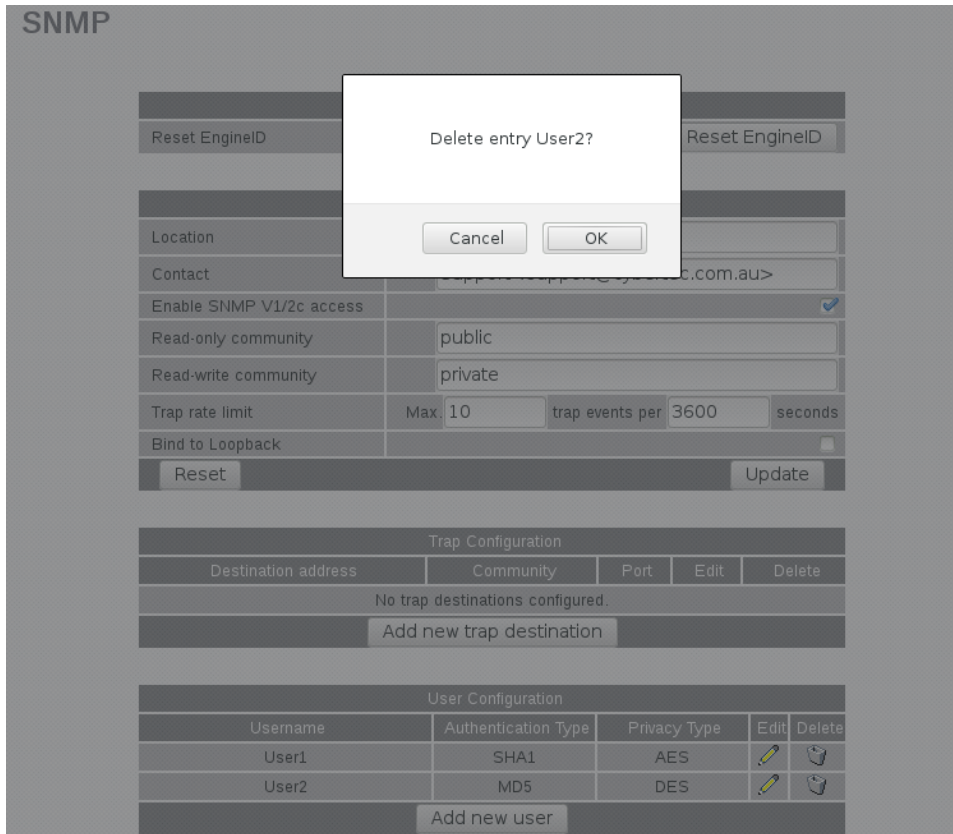 SNMP
Delete entry User2?
Cancel OK
Reset EngineID Reset EngineID
Location
Contact
Enable SNMP V1/2c access
Read-only community public
Read-write community private
Trap rate limit Max. 10 trap events per 3600 seconds
Bind to Loopback
Reset Update
Trap Configuration
Destination address Community Port Edit Delete
No trap destinations configured.
Add new trap destination
User Configuration
Username Authentication Type Privacy Type Edit Delete
User1 SHA1 AES
User2 MD5 DES
Add new user